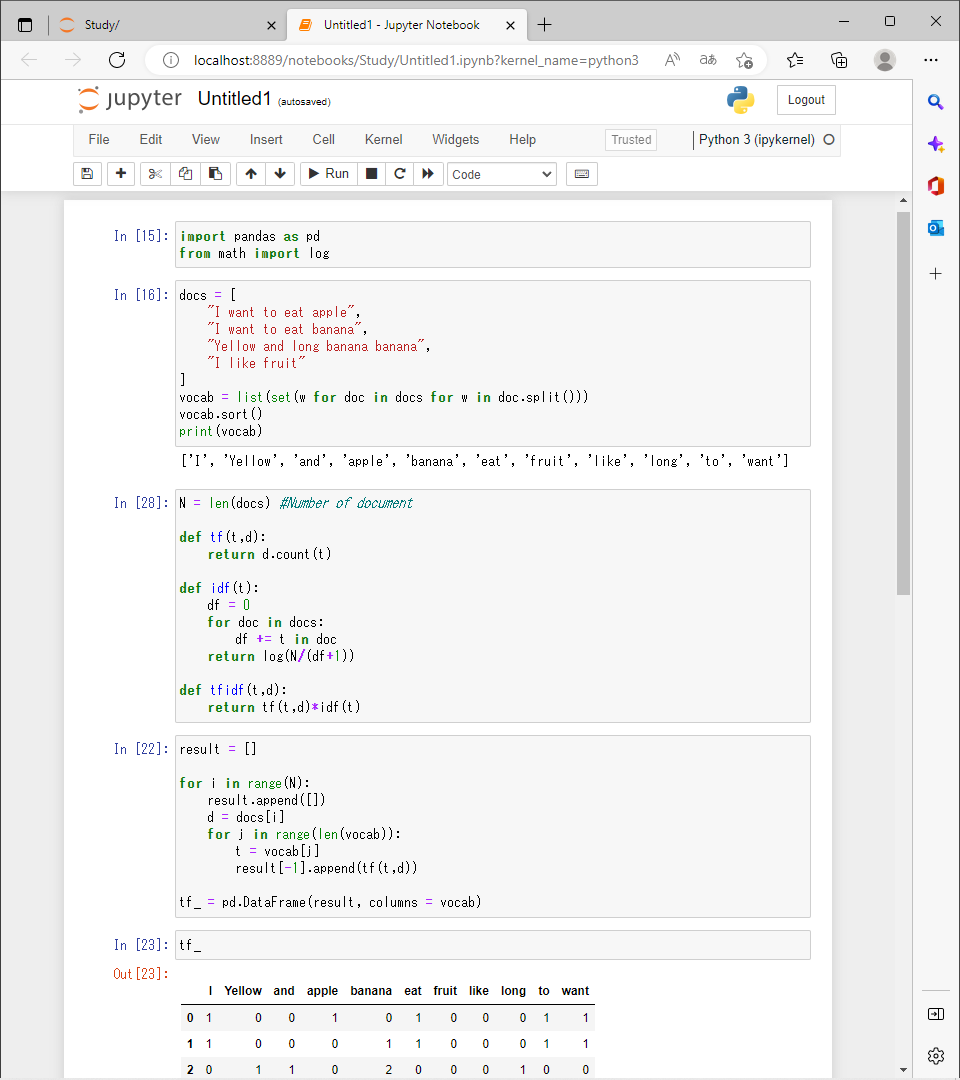 Study/
Untitled1 - Jupyter Notebook
localhost:8889/notebooks/Study/Untitled1.ipynb?kernel_name=python3
jupyter Untitled1 (autosaved)
Logout
File Edit View Insert Cell Kernel Widgets Help Trusted Python 3 (ipykernel)
Run Code
In [15]: import pandas as pd
from math import log
In [16]: docs = [
"I want to eat apple",
"I want to eat banana",
"Yellow and long banana banana",
"I like fruit"
]
vocab = list(set(w for doc in docs for w in doc.split()))
vocab.sort()
print(vocab)
['I', 'Yellow', 'and', 'apple', 'banana', 'eat', 'fruit', 'like', 'long', 'to', 'want']
In [28]: N = len(docs) #Number of document
def tf(t,d):
return d.count(t)
def idf(t):
df = 0
for doc in docs:
df += t in doc
return log(N/(df+1))
def tfidf(t,d):
return tf(t,d)*idf(t)
In [22]: result = []
for i in range(N):
result.append([])
d = docs[i]
for j in range(len(vocab)):
t = vocab[j]
result[-1].append(tf(t,d))
tf_ = pd.DataFrame(result, columns = vocab)
In [23]: tf_
Out[23]:
I Yellow and apple banana eat fruit like long to want
0 1 0 0 1 0 1 0 0 0 1 1
1 1 0 0 0 1 1 0 0 0 1 1
2 0 1 1 0 2 0 0 0 1 0 0